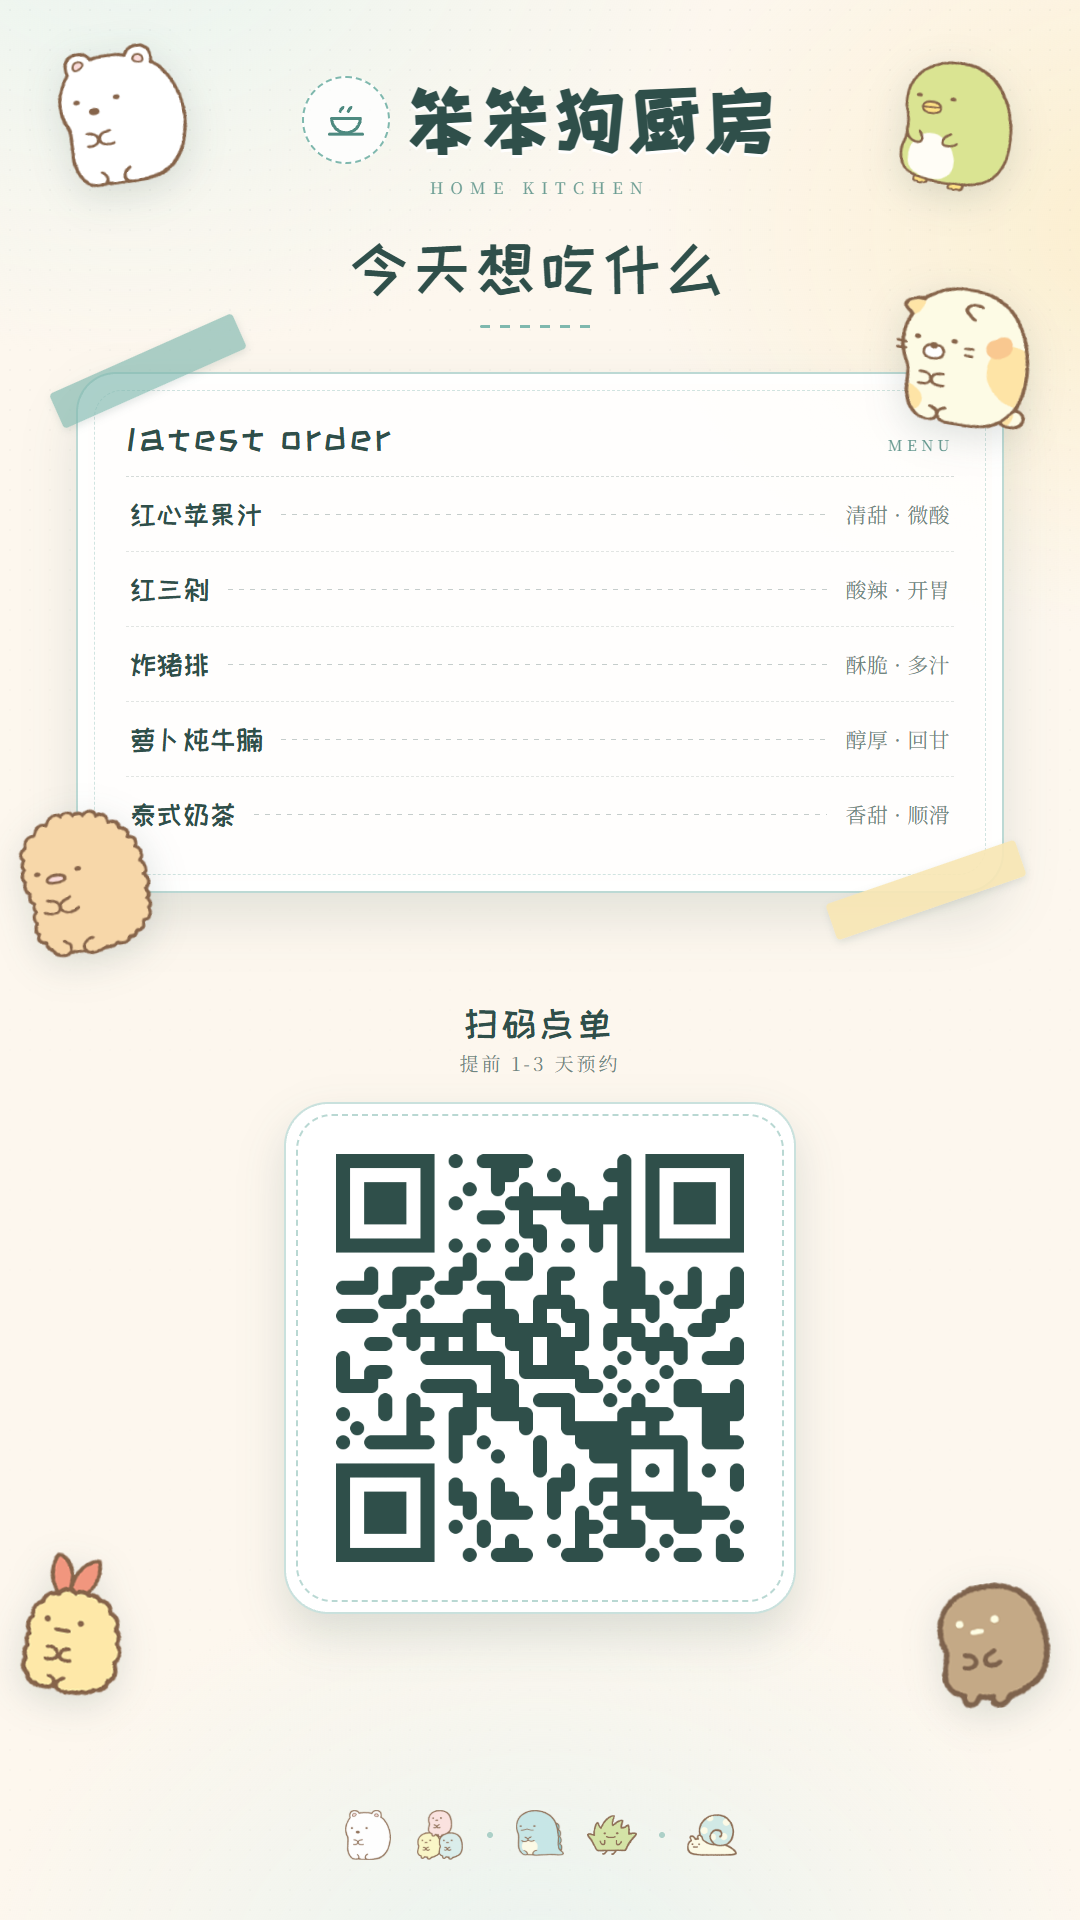 笨笨狗厨房
HOME KITCHEN
今天想吃什么
latest order
MENU
红心苹果汁 清甜 · 微酸
红三剁 酸辣 · 开胃
炸猪排 酥脆 · 多汁
萝卜炖牛腩 醇厚 · 回甘
泰式奶茶 香甜 · 顺滑
扫码点单
提前 1-3 天预约